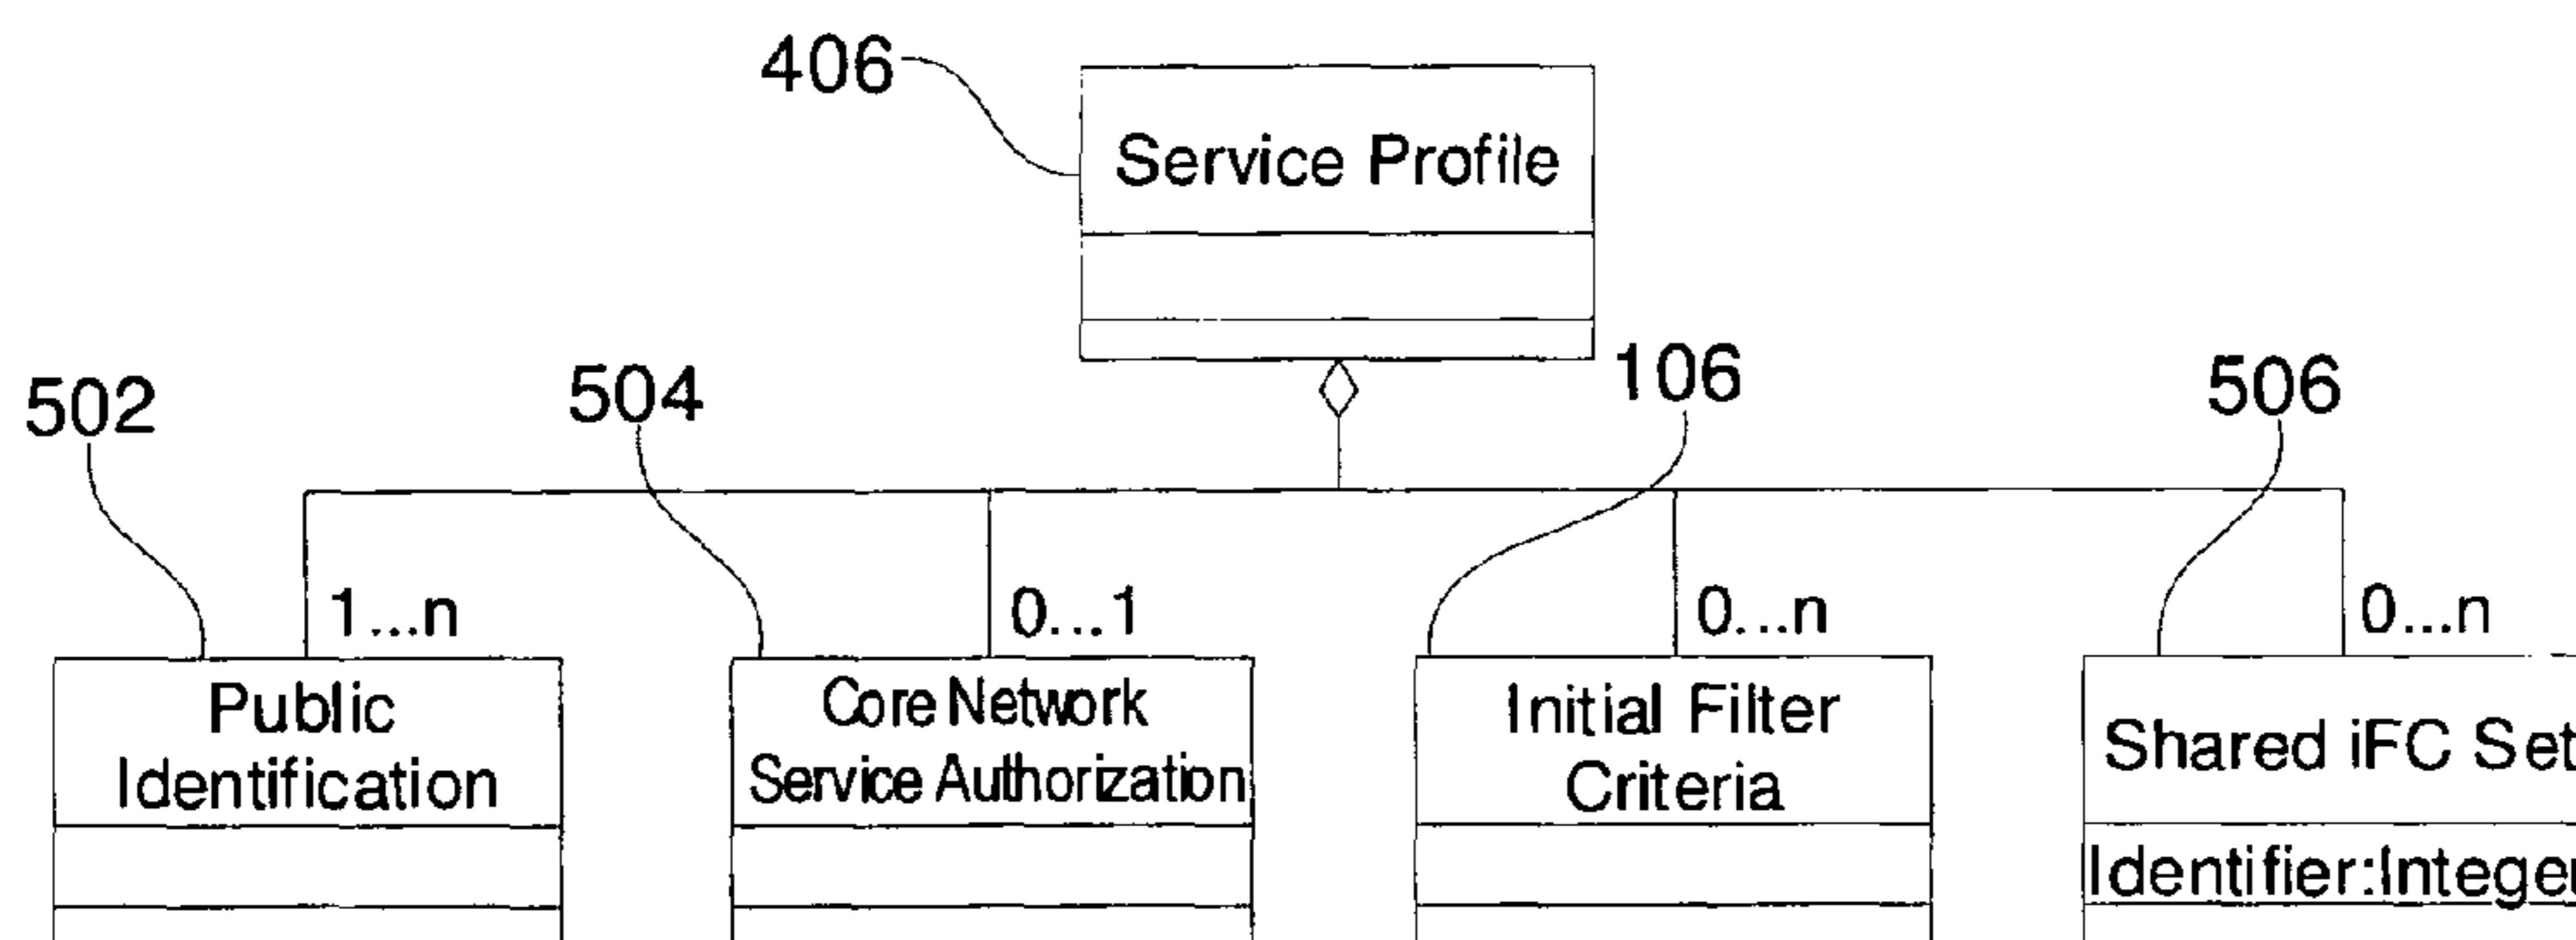 406
Service Profile
502
504
106
506
1...n
0...1
0...n
0...n
Public
Identification
Core Network
Service Authorization
Initial Filter
Criteria
Shared iFC Set
Identifier:Integer